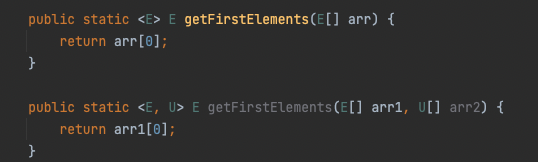 public static <E> E getFirstElements(E[] arr) {
    return arr[0];
}
public static <E, U> E getFirstElements(E[] arr1, U[] arr2) {
    return arr1[0];
}